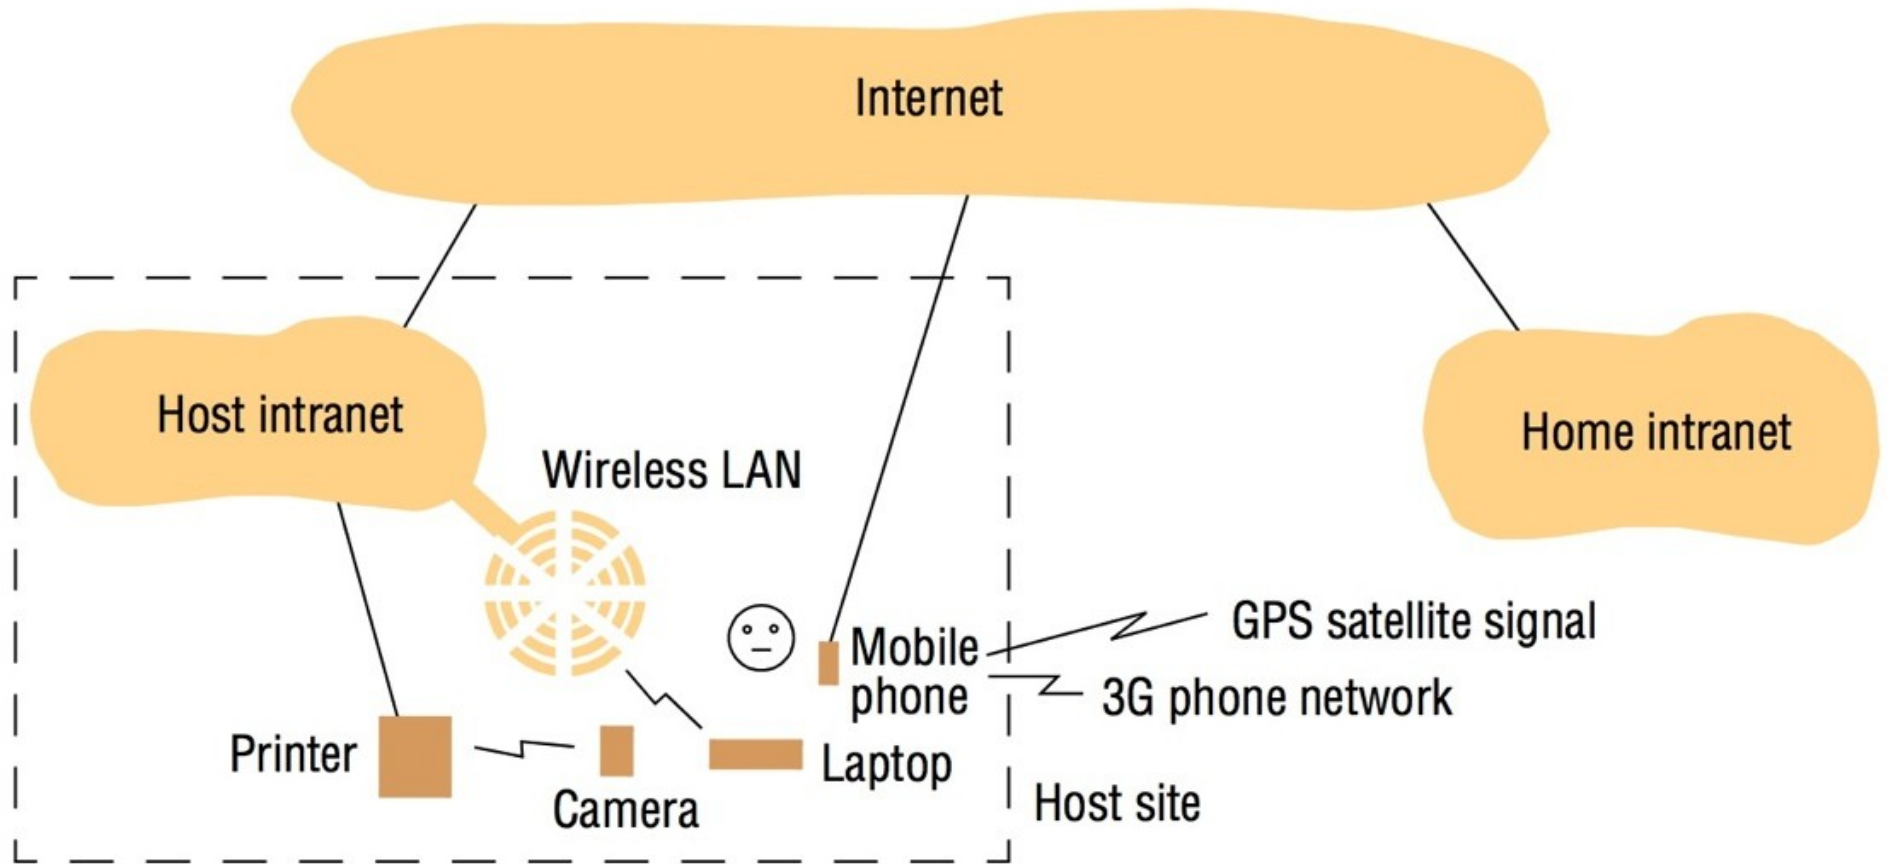 Internet
Host intranet
Wireless LAN
Home intranet
Mobile
phone
GPS satellite signal
3G phone network
Printer
Camera
Laptop
Host site